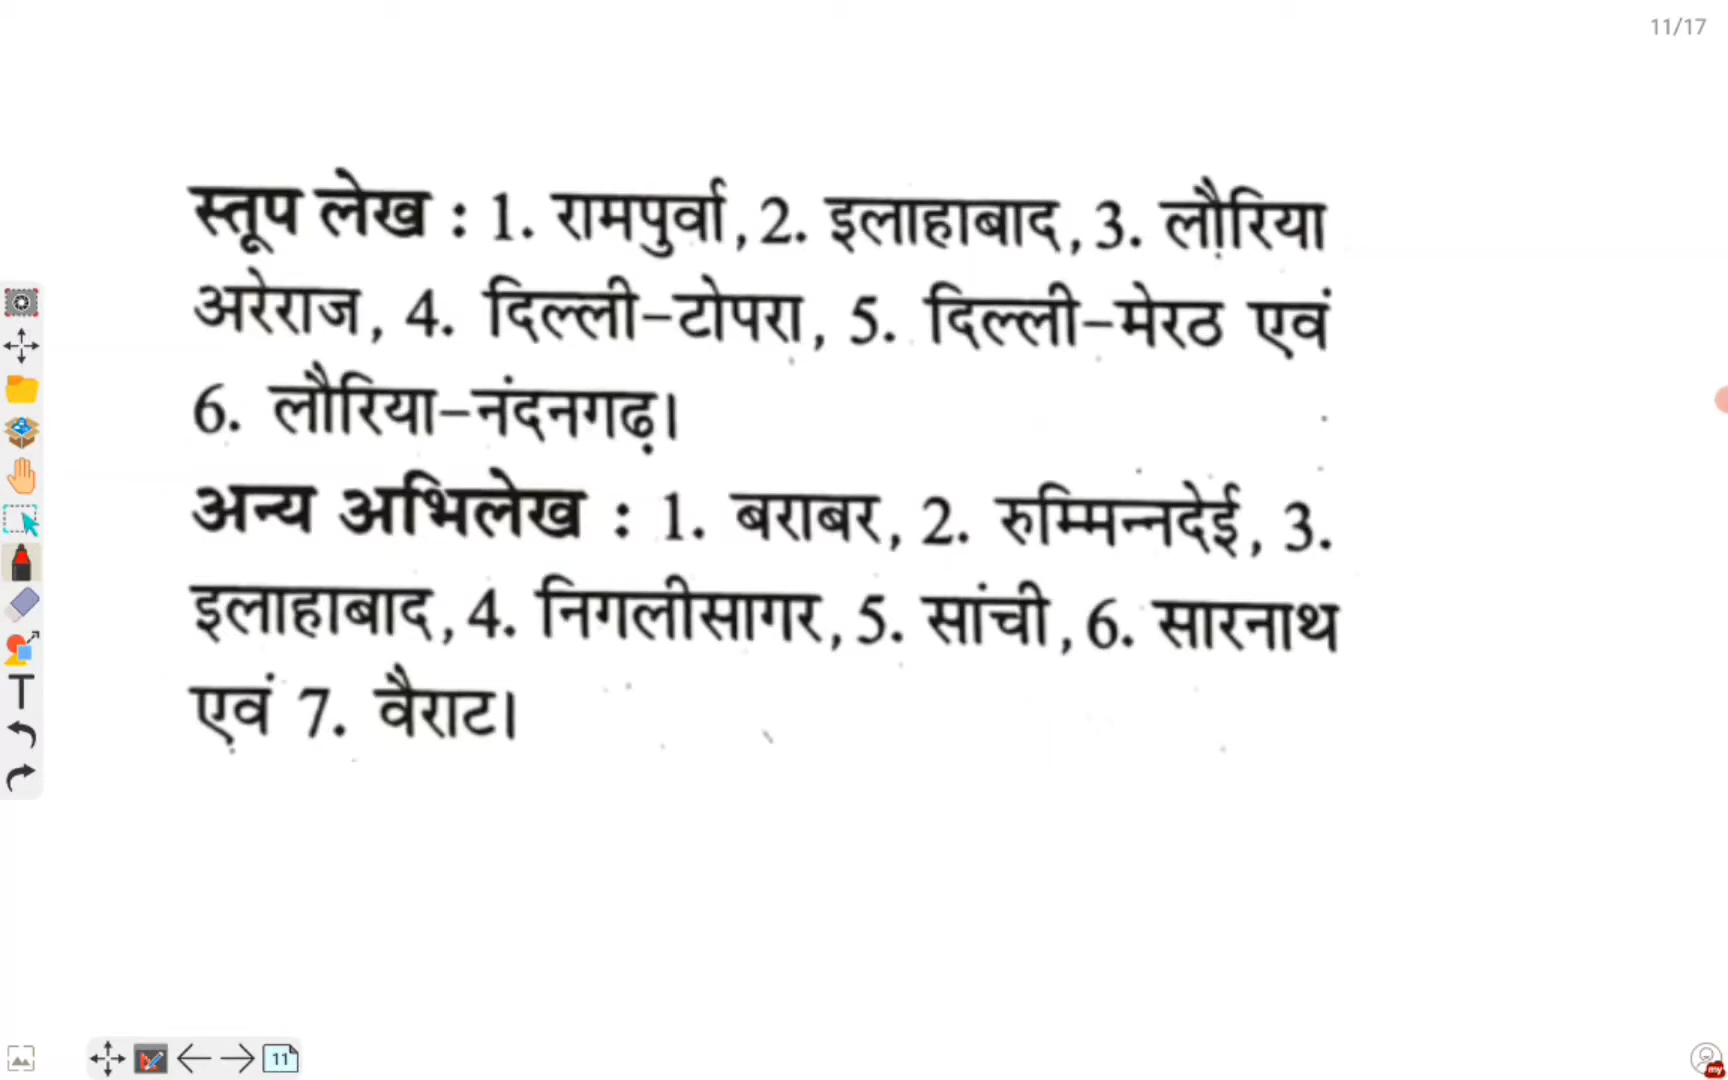 11/17
स्तूप लेख : 1. रामपुर्वा, 2. इलाहाबाद, 3. लौरिया
अरेराज, 4. दिल्ली-टोपरा, 5. दिल्ली-मेरठ एवं
6. लौरिया-नंदनगढ़।
अन्य अभिलेख : 1. बराबर, 2. रुम्मिन्नदेई, 3.
इलाहाबाद, 4. निगलीसागर, 5. सांची, 6. सारनाथ
एवं 7. वैराट।
T
11
my